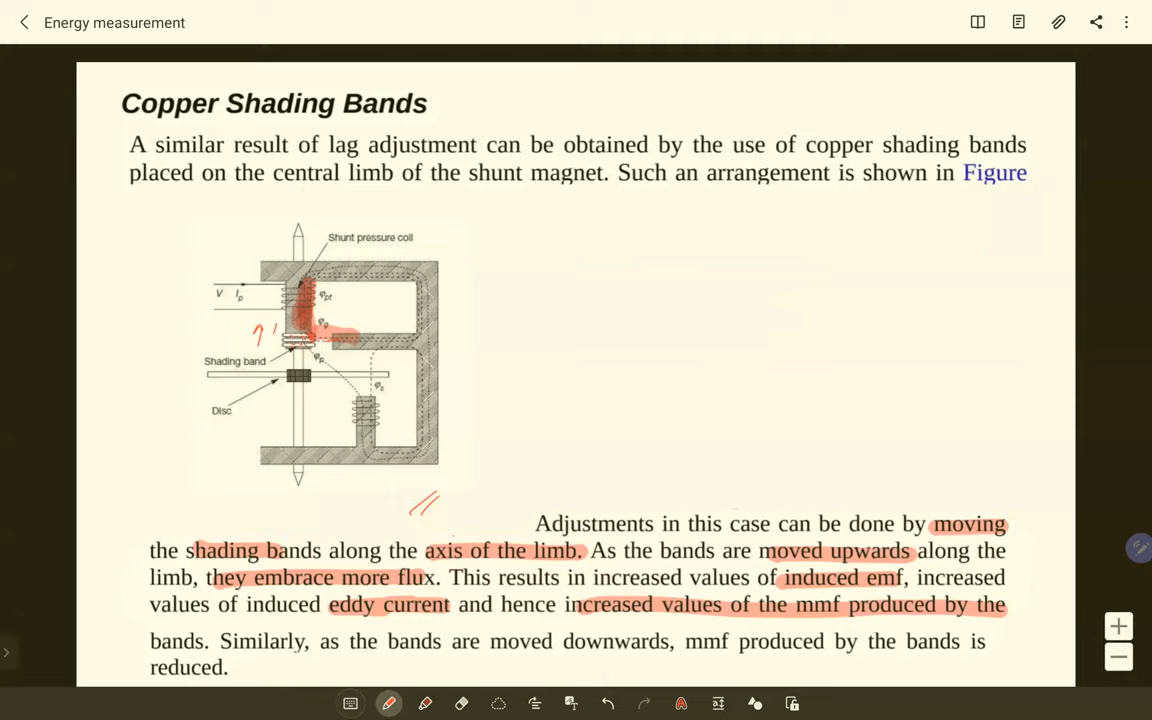 Energy measurement
Copper Shading Bands
A similar result of lag adjustment can be obtained by the use of copper shading bands
placed on the central limb of the shunt magnet. Such an arrangement is shown in Figure
Shunt pressure coil
V Ip
φpt
φg
Shading band
φp
φs
Disc
Adjustments in this case can be done by moving
the shading bands along the axis of the limb. As the bands are moved upwards along the
limb, they embrace more flux. This results in increased values of induced emf, increased
values of induced eddy current and hence increased values of the mmf produced by the
bands. Similarly, as the bands are moved downwards, mmf produced by the bands is
reduced.